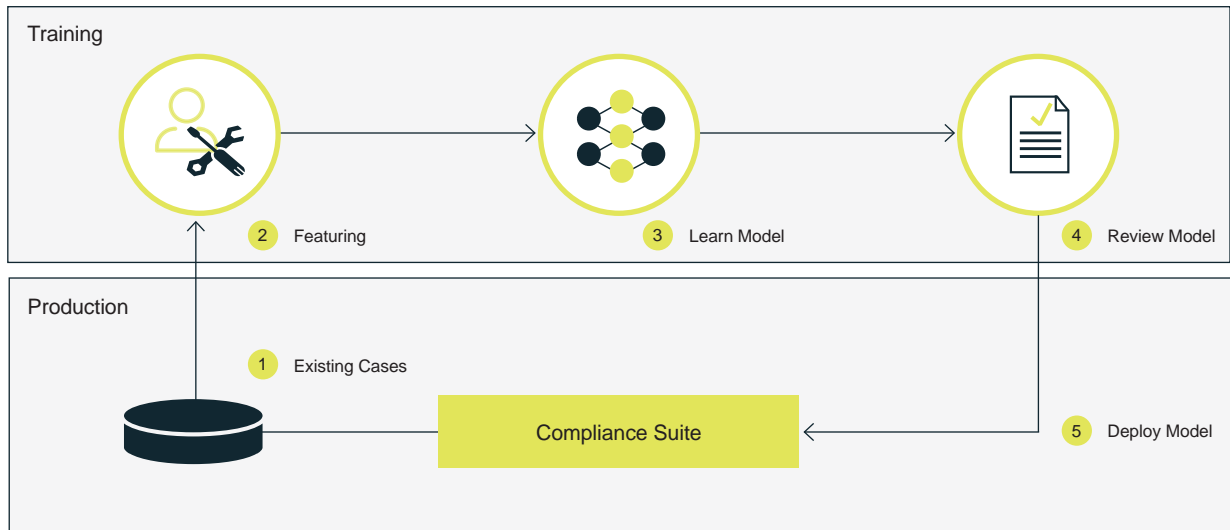 Training
2 Featuring
3 Learn Model
4 Review Model
Production
1 Existing Cases
Compliance Suite
5 Deploy Model